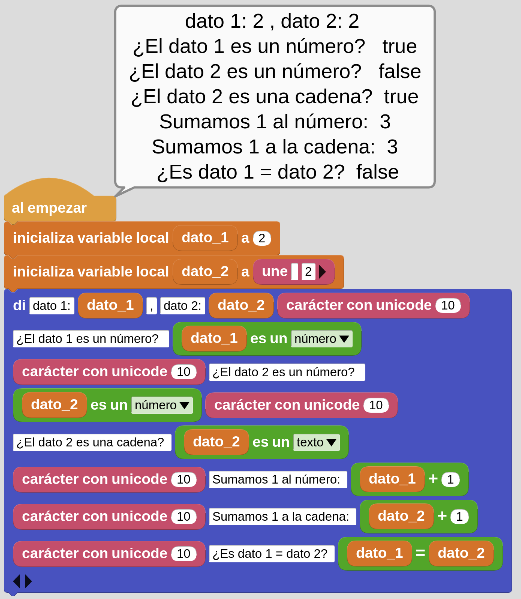 dato 1: 2 , dato 2: 2
¿El dato 1 es un número? true
¿El dato 2 es un número? false
¿El dato 2 es una cadena? true
Sumamos 1 al número: 3
Sumamos 1 a la cadena: 3
¿Es dato 1 = dato 2? false
al empezar
inicializa variable local dato_1 a 2
inicializa variable local dato_2 a une 2
di dato 1: dato_1 , dato 2: dato_2 carácter con unicode 10
¿El dato 1 es un número? dato_1 es un número
carácter con unicode 10 ¿El dato 2 es un número?
dato_2 es un número carácter con unicode 10
¿El dato 2 es una cadena? dato_2 es un texto
carácter con unicode 10 Sumamos 1 al número: dato_1 + 1
carácter con unicode 10 Sumamos 1 a la cadena: dato_2 + 1
carácter con unicode 10 ¿Es dato 1 = dato 2? dato_1 = dato_2